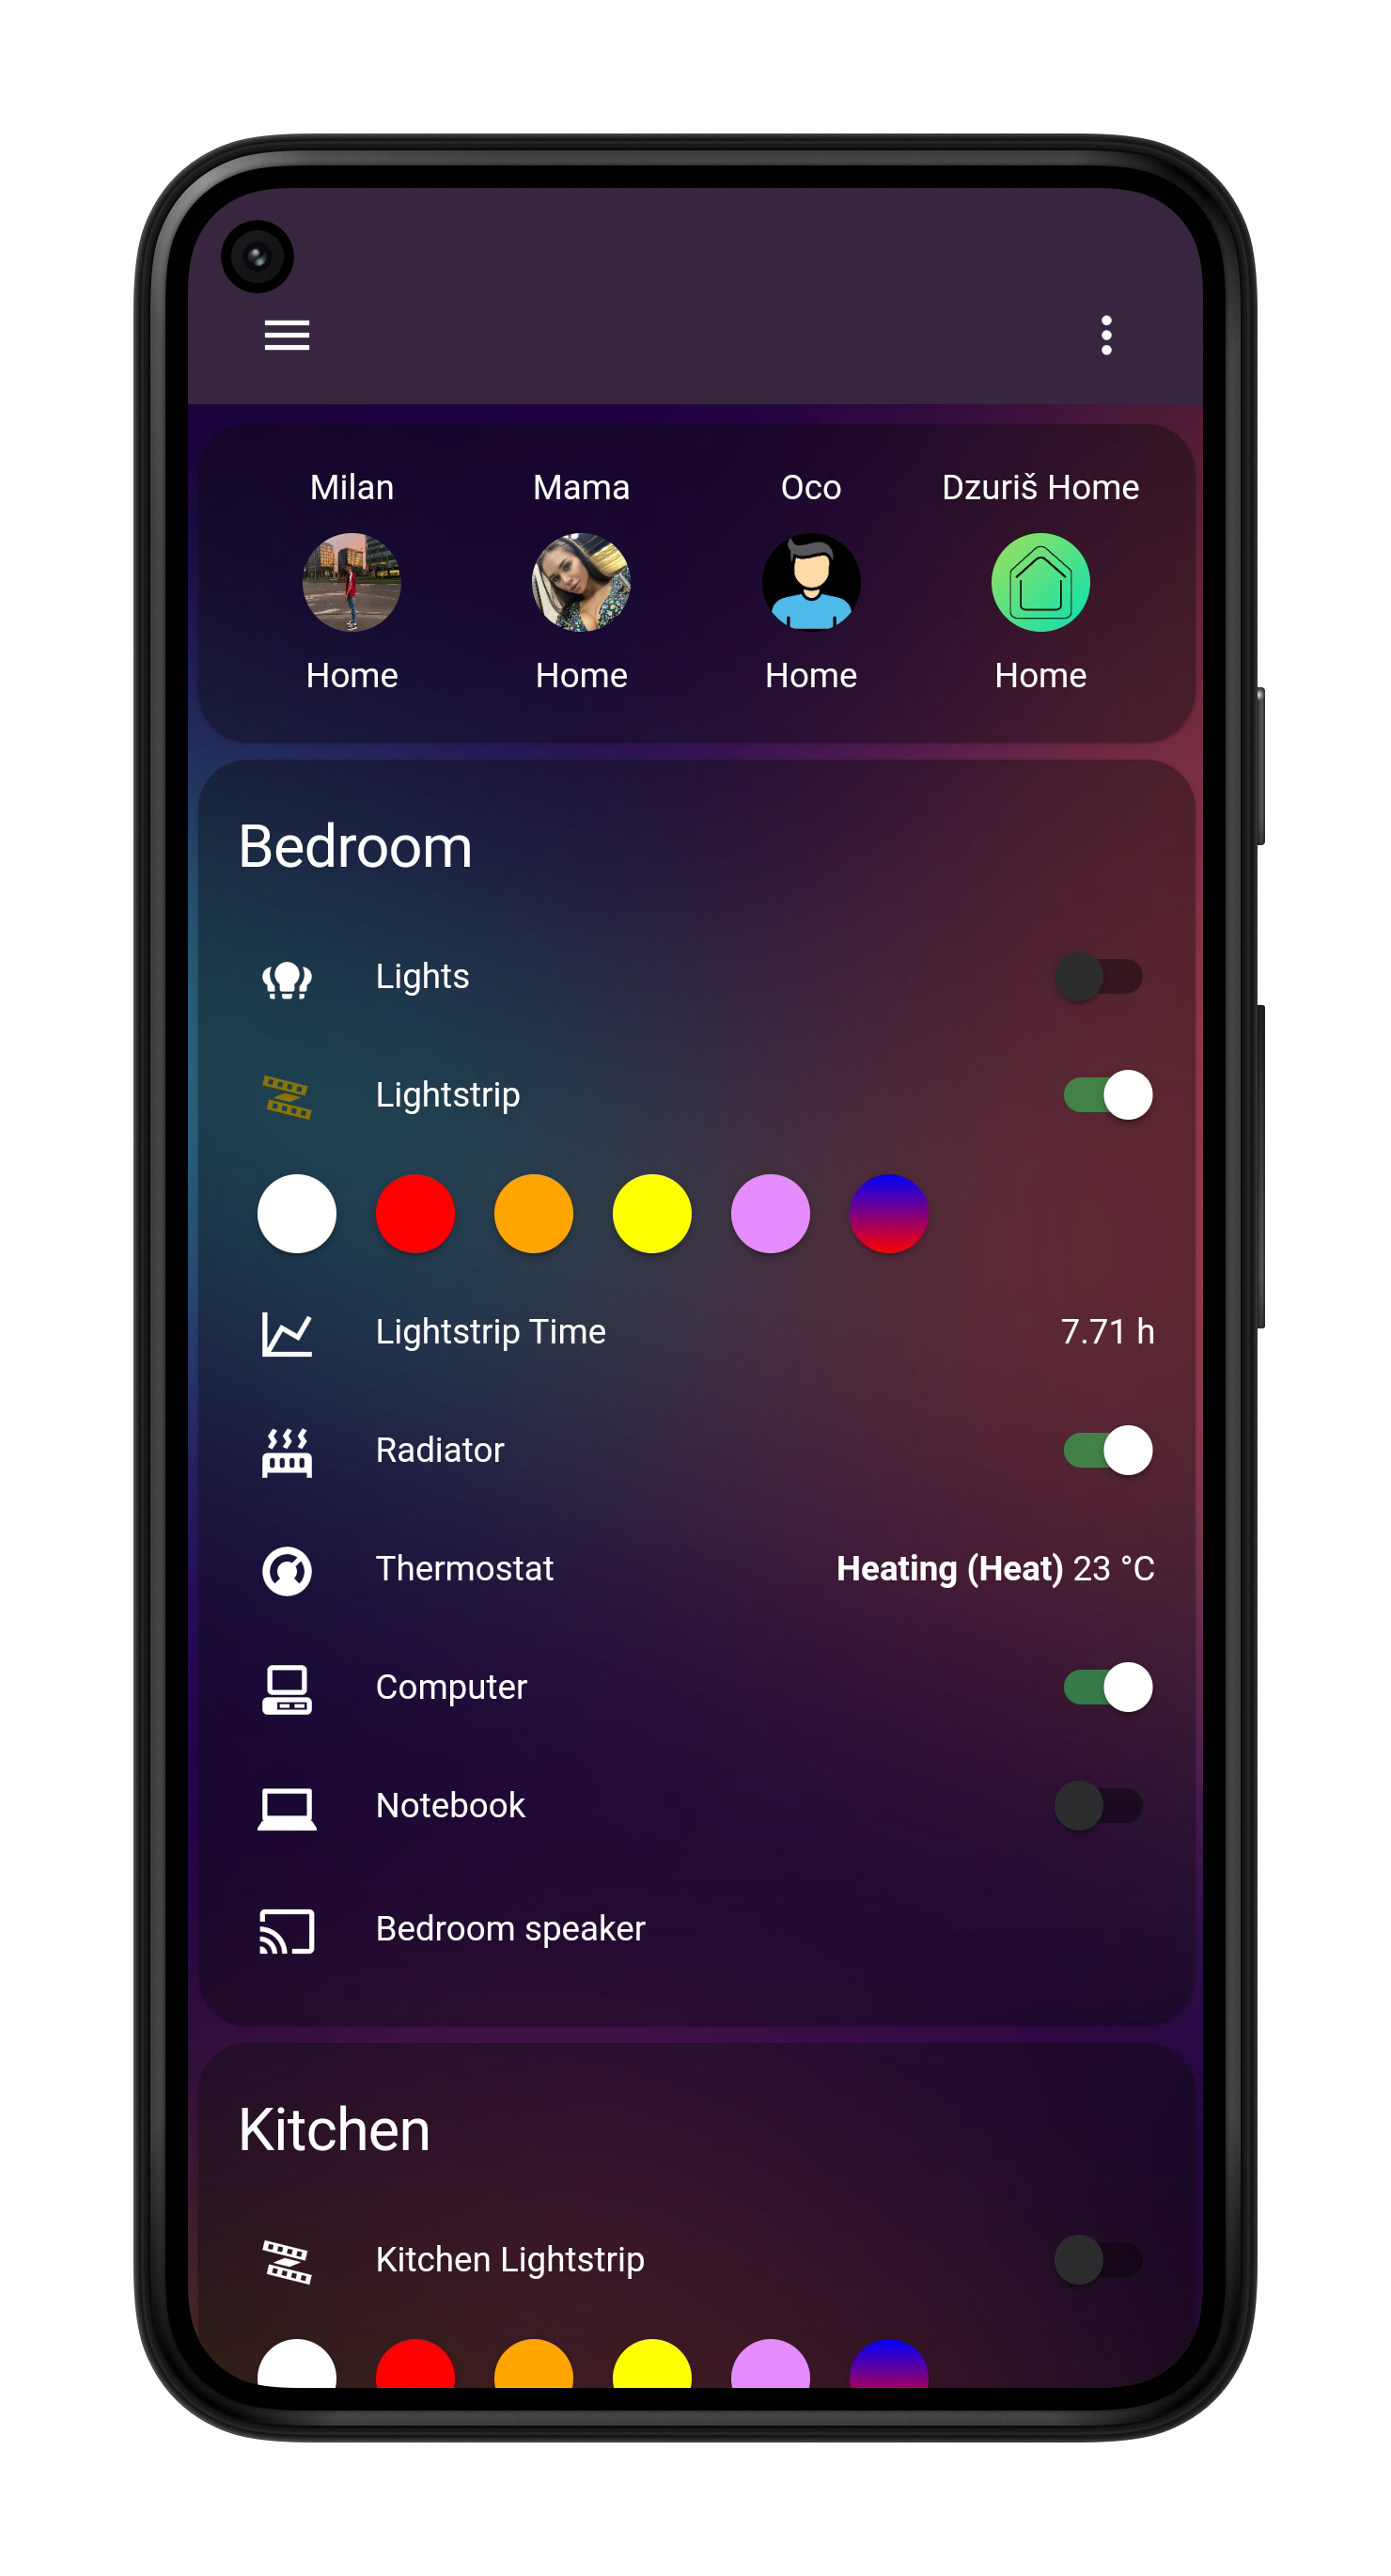 Milan Mama Oco Dzuriš Home
Home Home Home Home
Bedroom
Lights
Lightstrip
Lightstrip Time 7.71 h
Radiator
Thermostat Heating (Heat) 23 °C
Computer
Notebook
Bedroom speaker
Kitchen
Kitchen Lightstrip